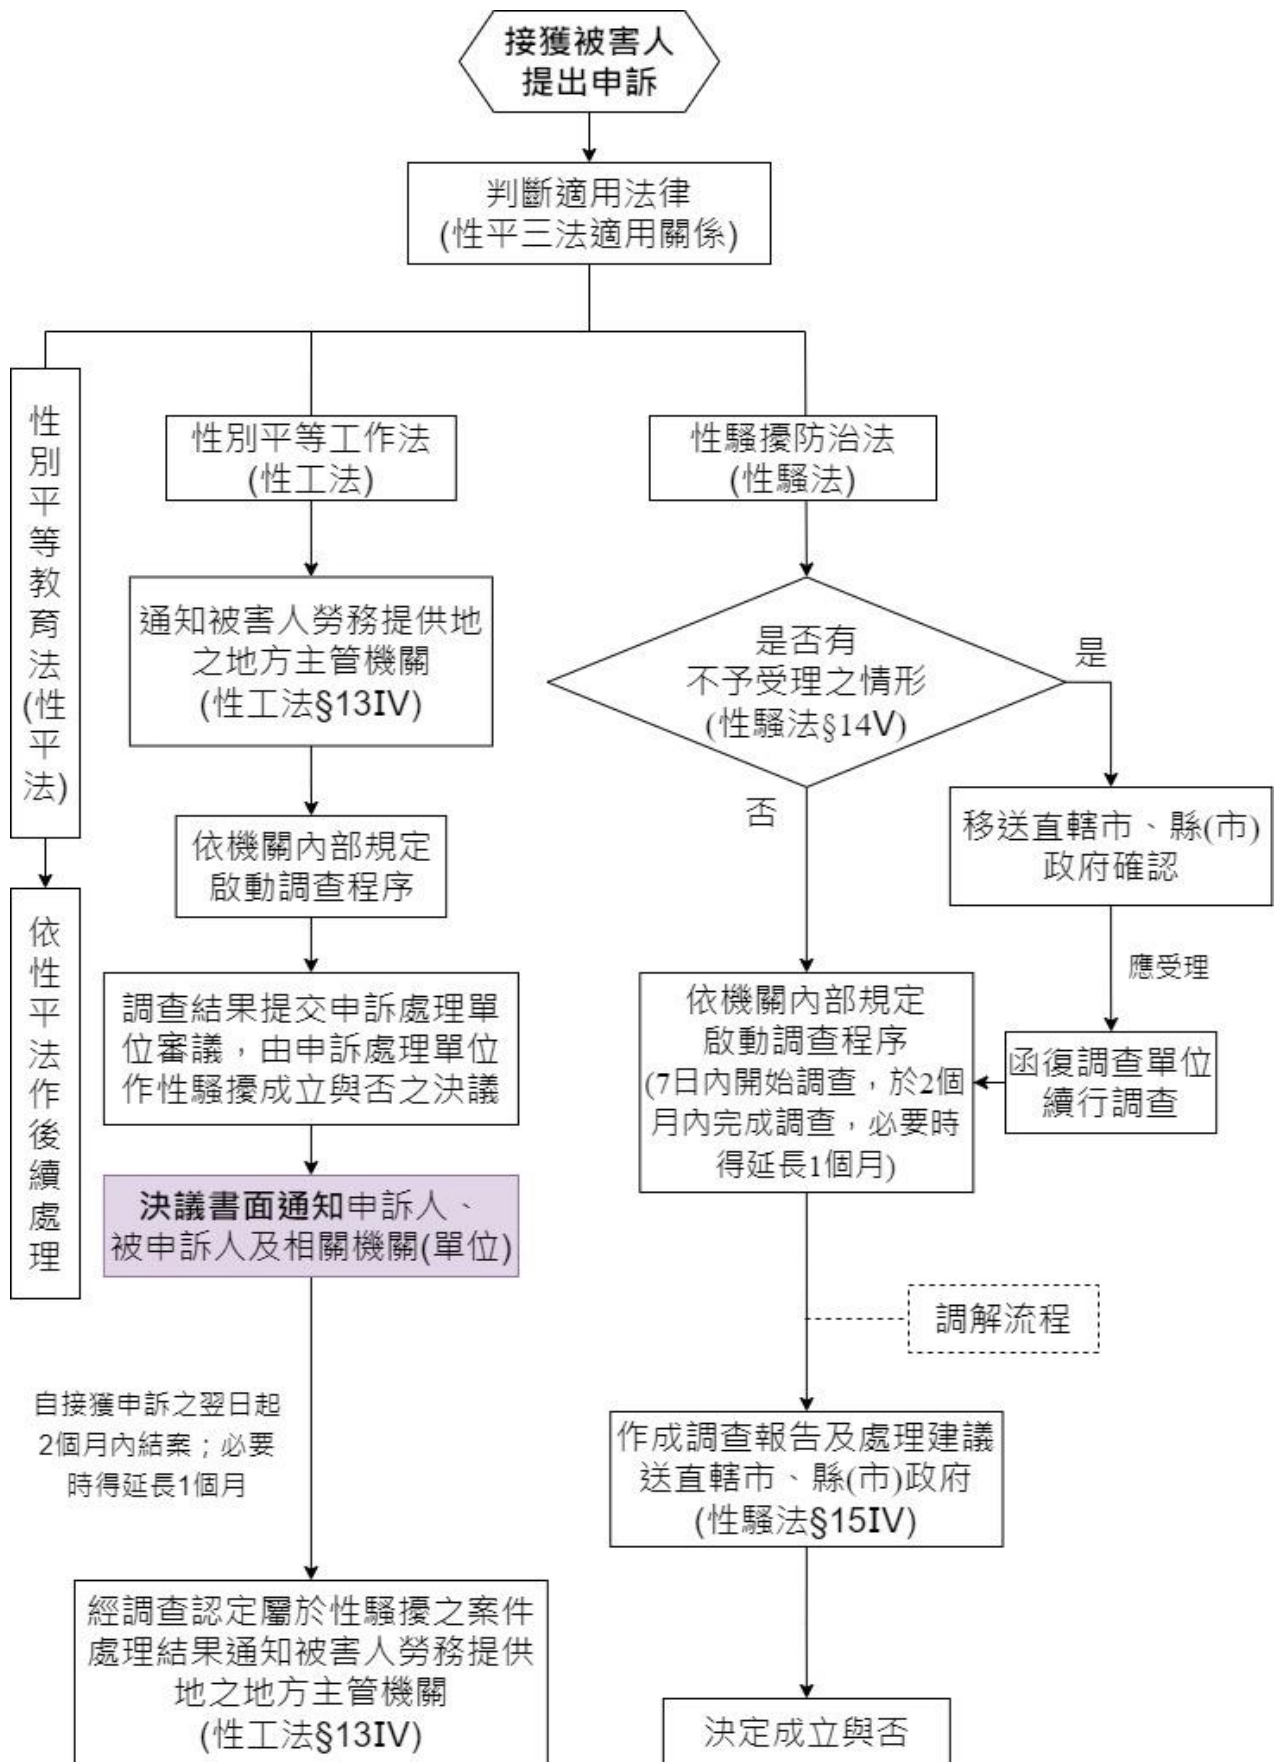 接獲被害人
提出申訴
判斷適用法律
(性平三法適用關係)
性別平等教育法(性平法)
依性平法作後續處理
性別平等工作法
(性工法)
通知被害人勞務提供地
之地方主管機關
(性工法§13IV)
依機關內部規定
啟動調查程序
調查結果提交申訴處理單
位審議，由申訴處理單位
作性騷擾成立與否之決議
決議書面通知申訴人、
被申訴人及相關機關(單位)
自接獲申訴之翌日起
2個月內結案；必要
時得延長1個月
經調查認定屬於性騷擾之案件
處理結果通知被害人勞務提供
地之地方主管機關
(性工法§13IV)
性騷擾防治法
(性騷法)
是否有
不予受理之情形
(性騷法§14V)
是
否
移送直轄市、縣(市)
政府確認
應受理
函復調查單位
續行調查
依機關內部規定
啟動調查程序
(7日內開始調查，於2個
月內完成調查，必要時
得延長1個月)
調解流程
作成調查報告及處理建議
送直轄市、縣(市)政府
(性騷法§15IV)
決定成立與否